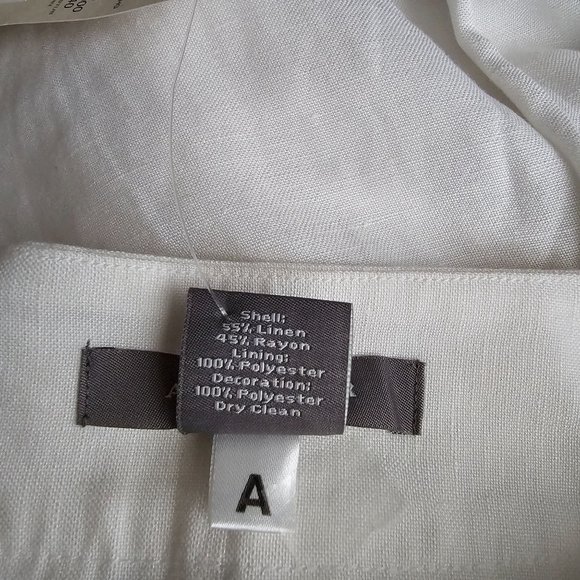 Shell:
55% Linen
45% Rayon
Lining:
100% Polyester
Decoration:
100% Polyester
Dry Clean
A